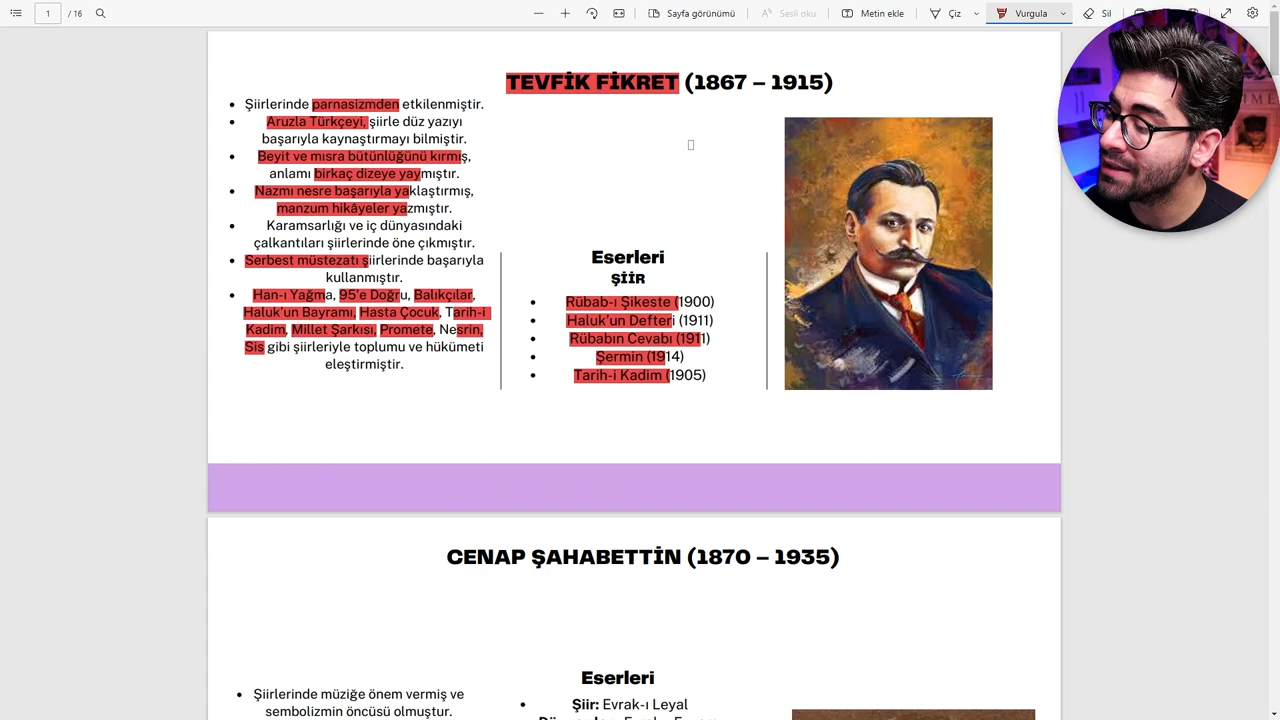 1 / 16 Sayfa görünümü Sesli oku Metin ekle Çiz Vurgula Sil
TEVFİK FİKRET (1867 – 1915)
• Şiirlerinde parnasizmden etkilenmiştir.
• Aruzla Türkçeyi, şiirle düz yazıyı
başarıyla kaynaştırmayı bilmiştir.
• Beyit ve mısra bütünlüğünü kırmış,
anlamı birkaç dizeye yaymıştır.
• Nazmı nesre başarıyla yaklaştırmış,
manzum hikâyeler yazmıştır.
• Karamsarlığı ve iç dünyasındaki
çalkantıları şiirlerinde öne çıkmıştır.
• Serbest müstezatı şiirlerinde başarıyla
kullanmıştır.
• Han-ı Yağma, 95'e Doğru, Balıkçılar,
Haluk'un Bayramı, Hasta Çocuk, Tarih-i
Kadim, Millet Şarkısı, Promete, Nesrin,
Sis gibi şiirleriyle toplumu ve hükümeti
eleştirmiştir.
Eserleri
ŞİİR
• Rübab-ı Şikeste (1900)
• Haluk'un Defteri (1911)
• Rübabın Cevabı (1911)
• Şermin (1914)
• Tarih-i Kadim (1905)
CENAP ŞAHABETTİN (1870 – 1935)
• Şiirlerinde müziğe önem vermiş ve
sembolizmin öncüsü olmuştur.
Eserleri
• Şiir: Evrak-ı Leyal